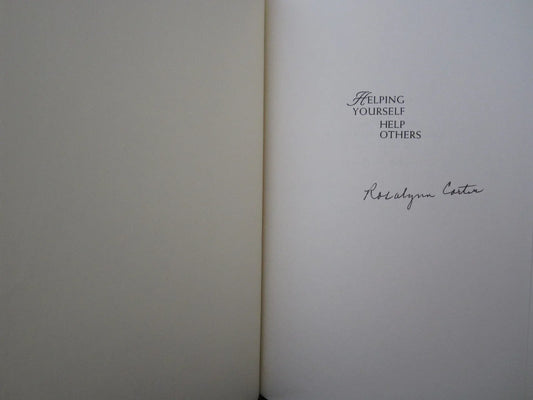 HELPING
YOURSELF
HELP
OTHERS
Rosalynn Carter